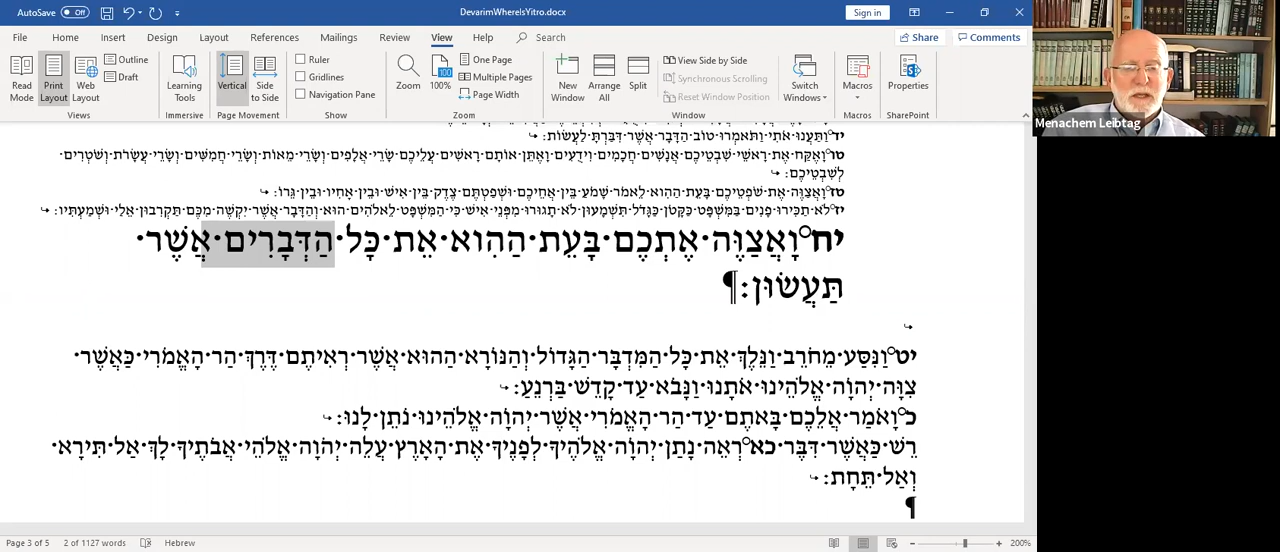 AutoSave Off DevarimWhereIsYitro.docx Sign in
File Home Insert Design Layout References Mailings Review View Help Search Share Comments
Read Mode
Print Layout
Web Layout
Outline
Draft
Views
Learning Tools
Immersive
Vertical
Side to Side
Page Movement
Ruler
Gridlines
Navigation Pane
Show
Zoom
100%
One Page
Multiple Pages
Page Width
Zoom
New Window
Arrange All
Split
View Side by Side
Synchronous Scrolling
Reset Window Position
Window
Switch Windows
Macros
Macros
Properties
SharePoint
Menachem Leibtag
יד וַתַּעֲנוּ אֹתִי וַתֹּאמְרוּ טוֹב הַדָּבָר אֲשֶׁר דִּבַּרְתָּ לַעֲשׂוֹת:
טו וָאֶקַּח אֶת רָאשֵׁי שִׁבְטֵיכֶם אֲנָשִׁים חֲכָמִים וִידֻעִים וָאֶתֵּן אוֹתָם רָאשִׁים עֲלֵיכֶם שָׂרֵי אֲלָפִים וְשָׂרֵי מֵאוֹת וְשָׂרֵי חֲמִשִּׁים וְשָׂרֵי עֲשָׂרֹת וְשֹׁטְרִים
לְשִׁבְטֵיכֶם:
טז וָאֲצַוֶּה אֶת שֹׁפְטֵיכֶם בָּעֵת הַהִוא לֵאמֹר שָׁמֹעַ בֵּין אֲחֵיכֶם וּשְׁפַטְתֶּם צֶדֶק בֵּין אִישׁ וּבֵין אָחִיו וּבֵין גֵּרוֹ:
יז לֹא תַכִּירוּ פָנִים בַּמִּשְׁפָּט כַּקָּטֹן כַּגָּדֹל תִּשְׁמָעוּן לֹא תָגוּרוּ מִפְּנֵי אִישׁ כִּי הַמִּשְׁפָּט לֵאלֹהִים הוּא וְהַדָּבָר אֲשֶׁר יִקְשֶׁה מִכֶּם תַּקְרִבוּן אֵלַי וּשְׁמַעְתִּיו:
יח וָאֲצַוֶּה אֶתְכֶם בָּעֵת הַהִוא אֵת כָּל הַדְּבָרִים אֲשֶׁר
תַּעֲשׂוּן:
יט וַנִּסַּע מֵחֹרֵב וַנֵּלֶךְ אֵת כָּל הַמִּדְבָּר הַגָּדוֹל וְהַנּוֹרָא הַהוּא אֲשֶׁר רְאִיתֶם דֶּרֶךְ הַר הָאֱמֹרִי כַּאֲשֶׁר
צִוָּה יְהוָה אֱלֹהֵינוּ אֹתָנוּ וַנָּבֹא עַד קָדֵשׁ בַּרְנֵעַ:
כ וָאֹמַר אֲלֵכֶם בָּאתֶם עַד הַר הָאֱמֹרִי אֲשֶׁר יְהוָה אֱלֹהֵינוּ נֹתֵן לָנוּ:
רֵשׁ כַּאֲשֶׁר דִּבֶּר כא רְאֵה נָתַן יְהוָה אֱלֹהֶיךָ לְפָנֶיךָ אֶת הָאָרֶץ עֲלֵה יְהוָה אֱלֹהֵי אֲבֹתֶיךָ לָךְ אַל תִּירָא
וְאַל תֵּחָת:
Page 3 of 5 2 of 1127 words Hebrew 200%